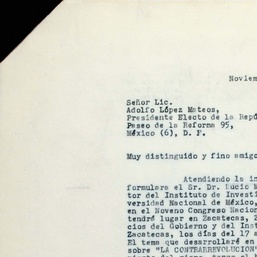 Noviem
Señor Lic.
Adolfo López Mateos,
Presidente Electo de la Repú
Paseo de la Reforma 95,
México (6), D. F.
Muy distinguido y fino amigo
Atendiendo la in
formulara el Sr. Dr. Lucio M
tor del Instituto de Investi
versidad Nacional de México,
en el Noveno Congreso Nacion
tendrá lugar en Zacatecas, Z
cios del Gobierno y del Inst
Zacatecas, los días del 17 a
El tema que desarrollaré en
sobre "LA CONTRARREVOLUCION"